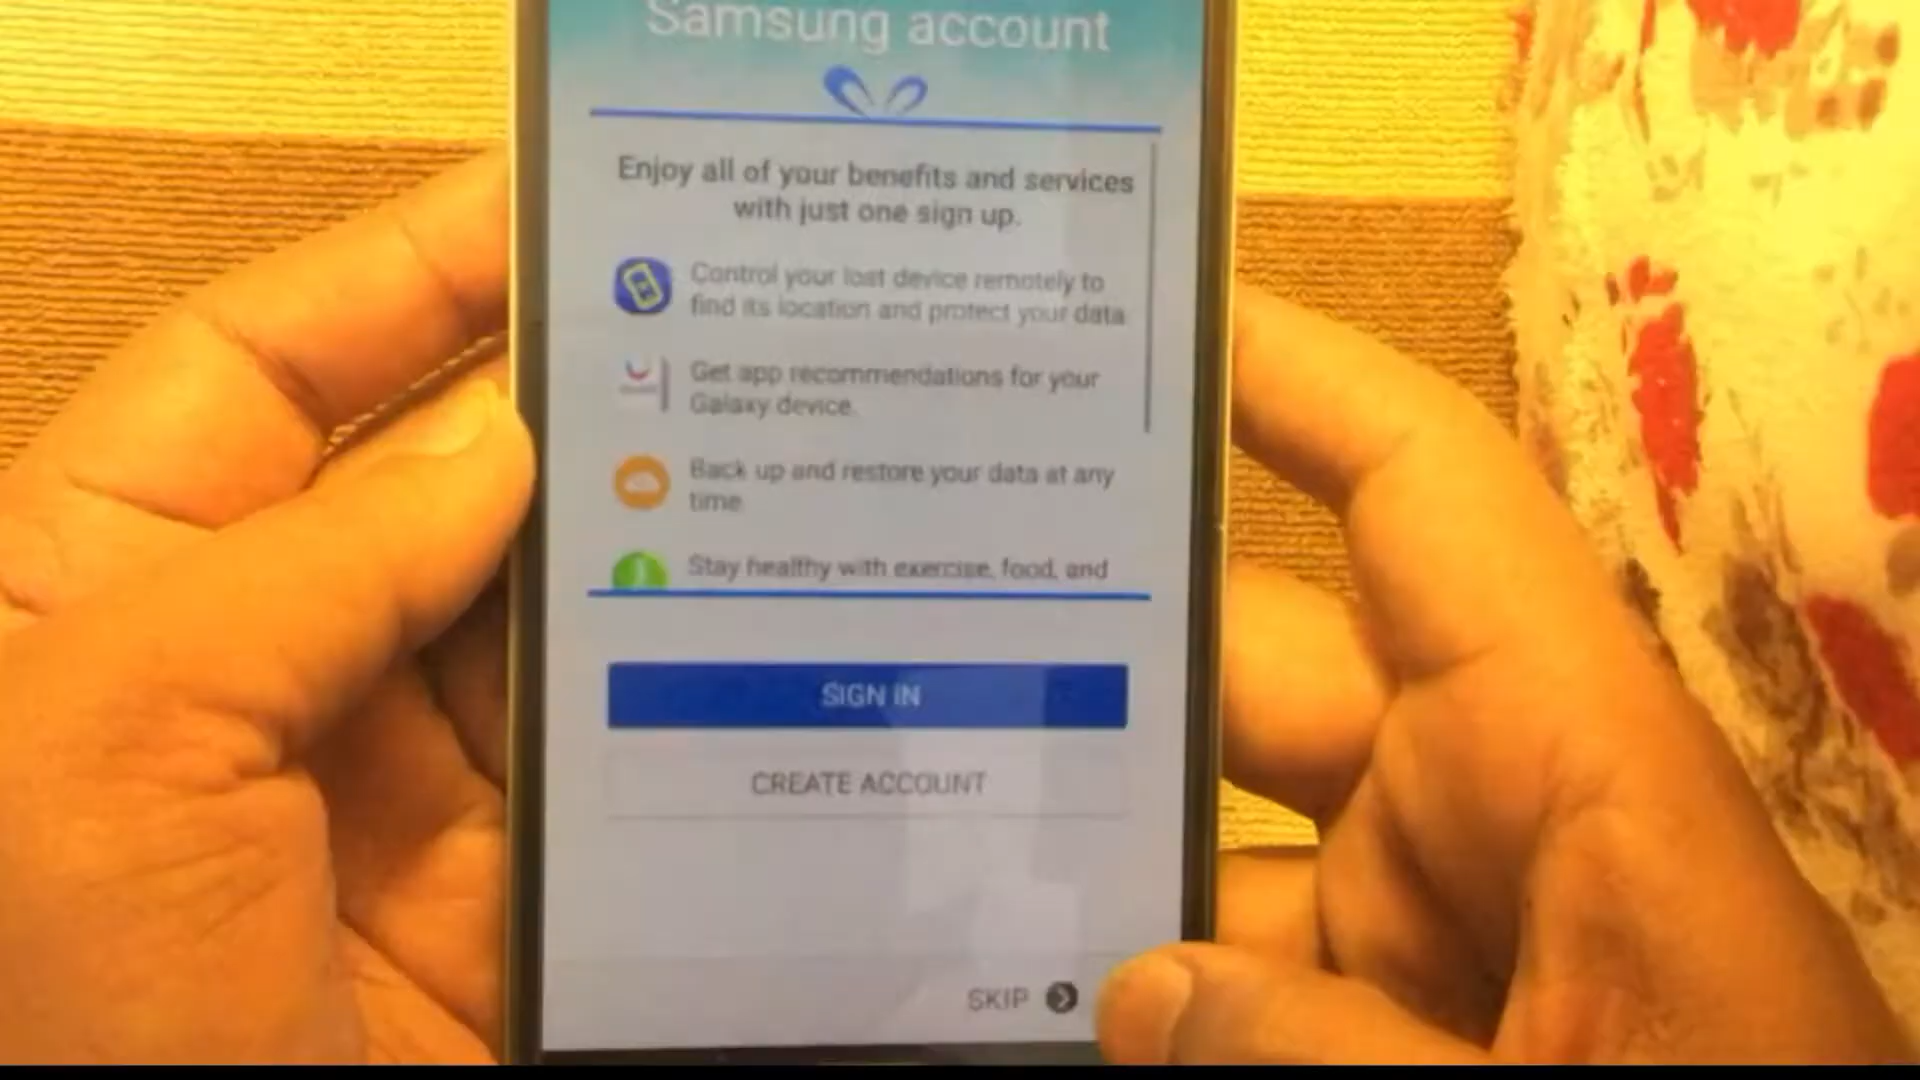 Samsung account
Enjoy all of your benefits and services
with just one sign up.
Control your lost device remotely to
find its location and protect your data
Get app recommendations for your
Galaxy device.
Back up and restore your data at any
time
Stay healthy with exercise, food, and
SIGN IN
CREATE ACCOUNT
SKIP